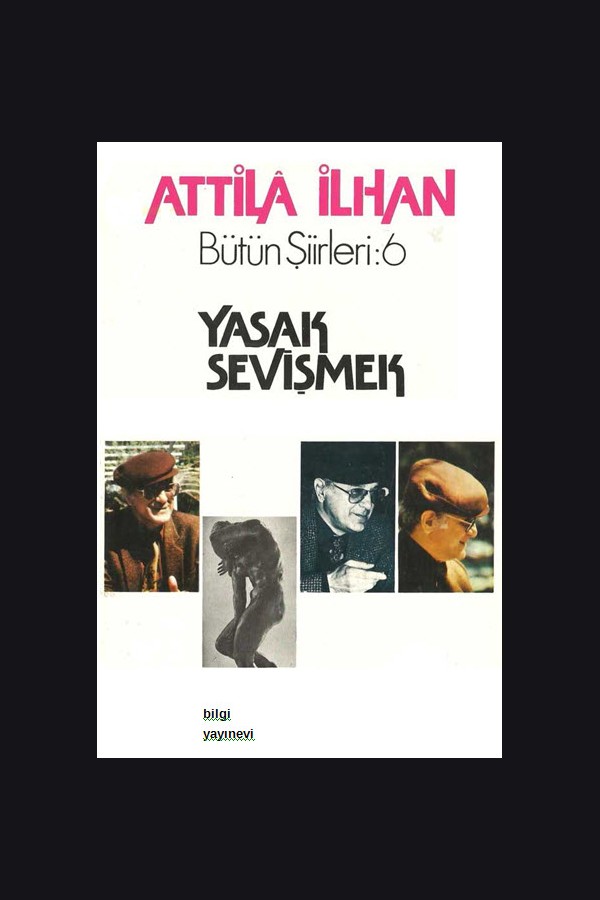 ATTİLÂ İLHAN
Bütün Şiirleri:6
YASAK
SEVİŞMEK
bilgi
yayınevi